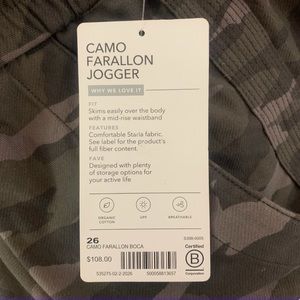 CAMO
FARALLON
JOGGER
WHY WE LOVE IT
FIT
Skims easily over the body
with a mid-rise waistband
FEATURES
Comfortable Staria fabric.
See label for the product's
full fiber content.
FAVE
Designed with plenty
of storage options for
your active life
ORGANIC
COTTON
UPF
BREATHABLE
26
CAMO FARALLON BOCA
$108.00
Certified
B
Corporation